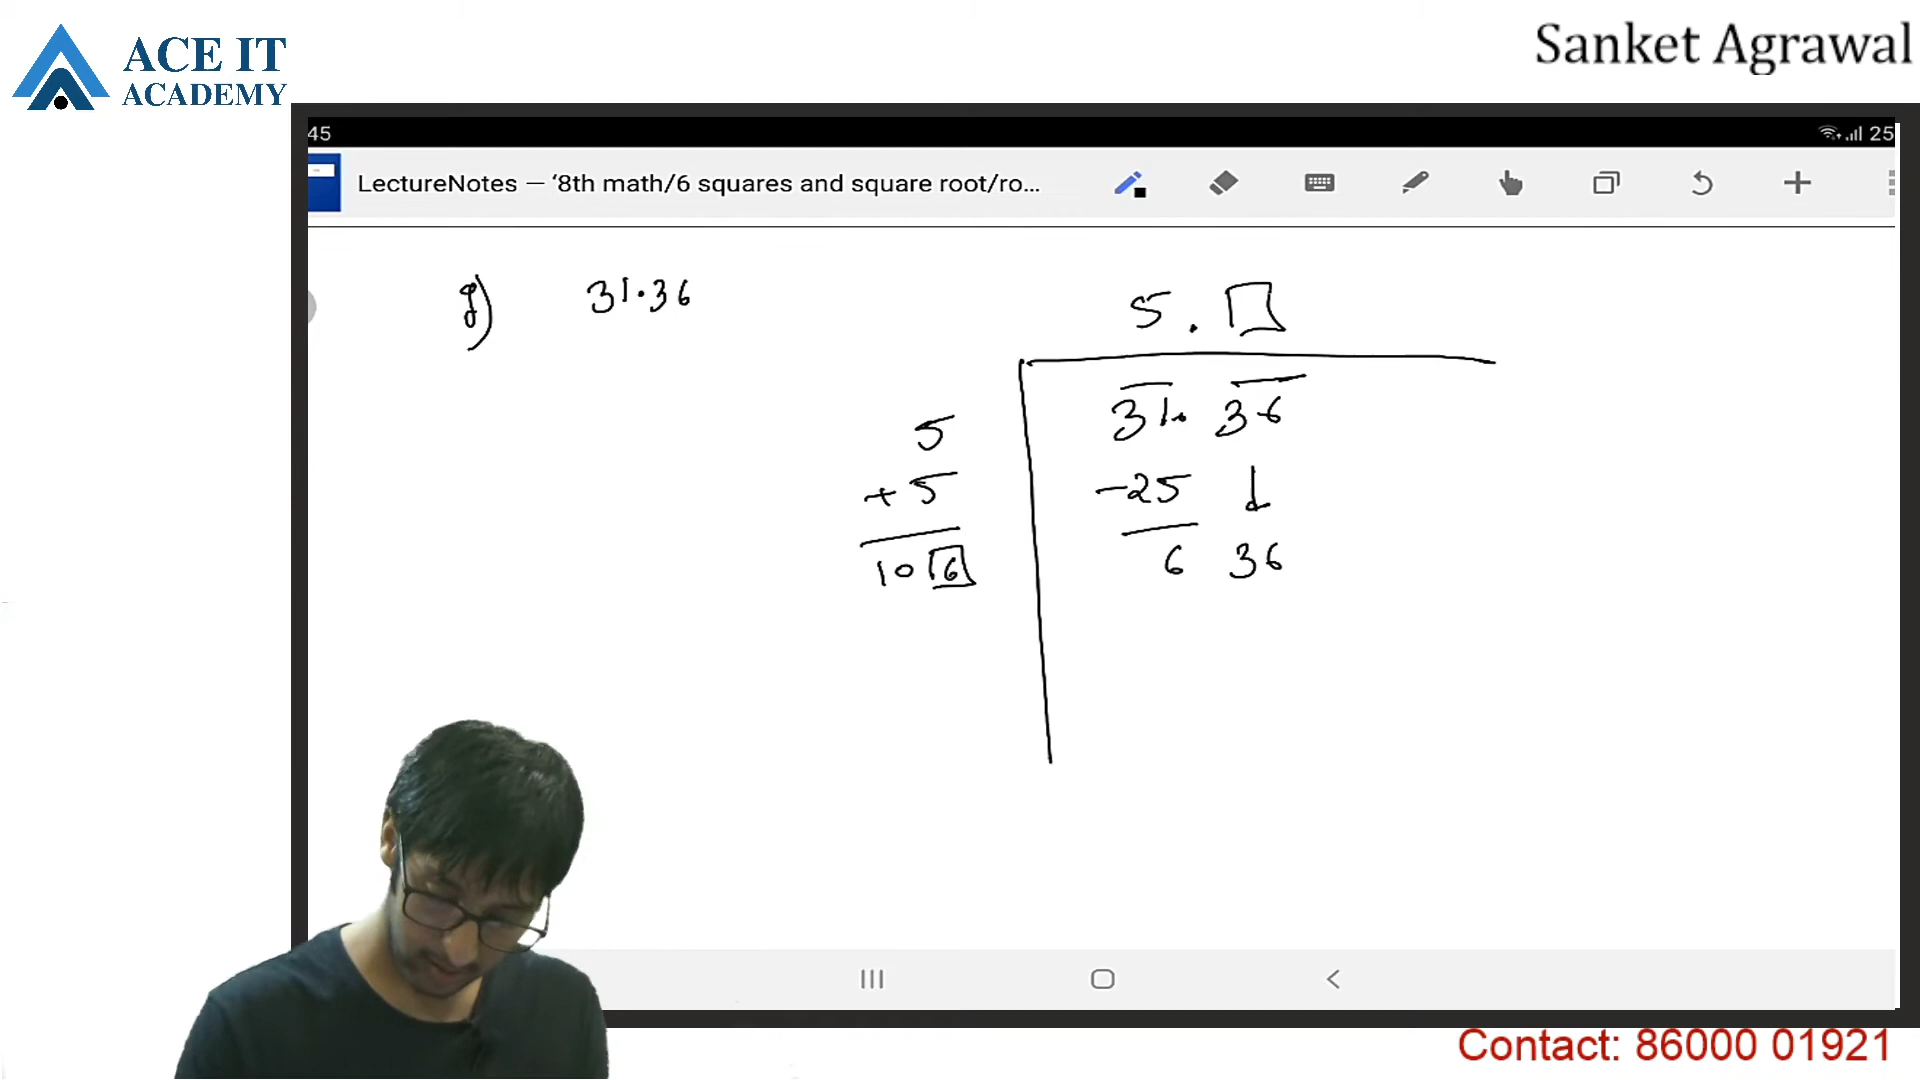 ACE IT
ACADEMY
Sanket Agrawal
45
25
LectureNotes — ‘8th math/6 squares and square root/ro...
g) 31.36
5.
31. 36
5
+ 5
-25
10 6
6 36
Contact: 86000 01921